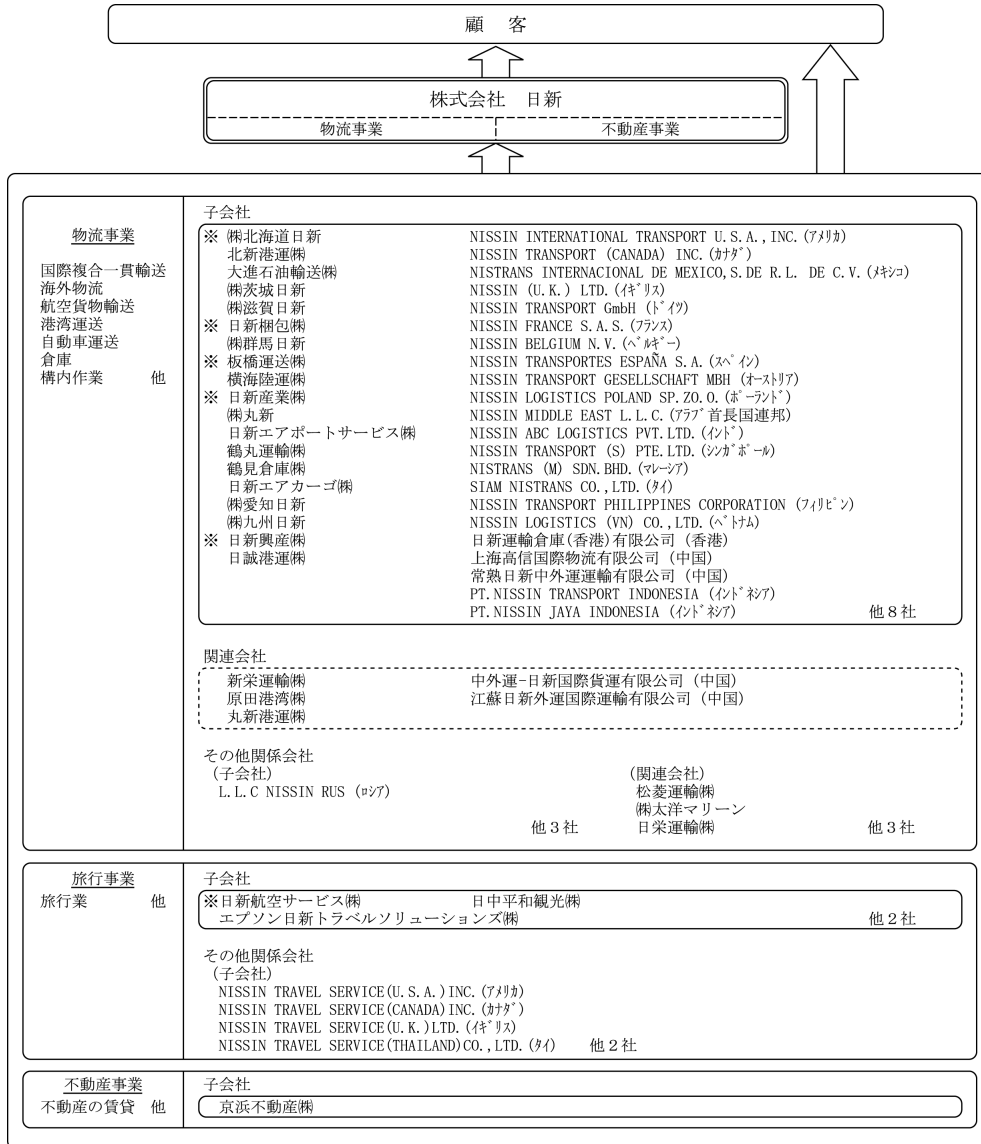 顧 客
株式会社 日新
物流事業 不動産事業
物流事業
国際複合一貫輸送
海外物流
航空貨物輸送
港湾運送
自動車運送
倉庫
構内作業 他
子会社
※ ㈱北海道日新 NISSIN INTERNATIONAL TRANSPORT U.S.A.,INC.(アメリカ)
北新港運㈱ NISSIN TRANSPORT (CANADA) INC.(カナダ)
大進石油輸送㈱ NISTRANS INTERNACIONAL DE MEXICO,S.DE R.L. DE C.V.(メキシコ)
㈱茨城日新 NISSIN (U.K.) LTD.(イギリス)
㈱滋賀日新 NISSIN TRANSPORT GmbH (ドイツ)
※ 日新梱包㈱ NISSIN FRANCE S.A.S.(フランス)
㈱群馬日新 NISSIN BELGIUM N.V.(ベルギー)
※ 板橋運送㈱ NISSIN TRANSPORTES ESPAÑA S.A.(スペイン)
横海陸運㈱ NISSIN TRANSPORT GESELLSCHAFT MBH (オーストリア)
※ 日新産業㈱ NISSIN LOGISTICS POLAND SP.ZO.O.(ポーランド)
㈱丸新 NISSIN MIDDLE EAST L.L.C.(アラブ首長国連邦)
日新エアポートサービス㈱ NISSIN ABC LOGISTICS PVT.LTD.(インド)
鶴丸運輸㈱ NISSIN TRANSPORT (S) PTE.LTD.(シンガポール)
鶴見倉庫㈱ NISTRANS (M) SDN.BHD.(マレーシア)
日新エアカーゴ㈱ SIAM NISTRANS CO.,LTD.(タイ)
㈱愛知日新 NISSIN TRANSPORT PHILIPPINES CORPORATION (フィリピン)
㈱九州日新 NISSIN LOGISTICS (VN) CO.,LTD.(ベトナム)
※ 日新興産㈱ 日新運輸倉庫(香港)有限公司 (香港)
日誠港運㈱ 上海高信国際物流有限公司 (中国)
常熟日新中外運運輸有限公司 (中国)
PT.NISSIN TRANSPORT INDONESIA (インドネシア)
PT.NISSIN JAYA INDONESIA (インドネシア) 他8社
関連会社
新栄運輸㈱ 中外運-日新国際貨運有限公司 (中国)
原田港湾㈱ 江蘇日新外運国際運輸有限公司 (中国)
丸新港運㈱
その他関係会社
(子会社) (関連会社)
L.L.C NISSIN RUS (ロシア) 松菱運輸㈱
㈱太洋マリーン
他3社 日栄運輸㈱ 他3社
旅行事業
旅行業 他
子会社
※日新航空サービス㈱ 日中平和観光㈱
エプソン日新トラベルソリューションズ㈱ 他2社
その他関係会社
(子会社)
NISSIN TRAVEL SERVICE(U.S.A.)INC.(アメリカ)
NISSIN TRAVEL SERVICE(CANADA)INC.(カナダ)
NISSIN TRAVEL SERVICE(U.K.)LTD.(イギリス)
NISSIN TRAVEL SERVICE(THAILAND)CO.,LTD.(タイ) 他2社
不動産事業
不動産の賃貸 他
子会社
京浜不動産㈱